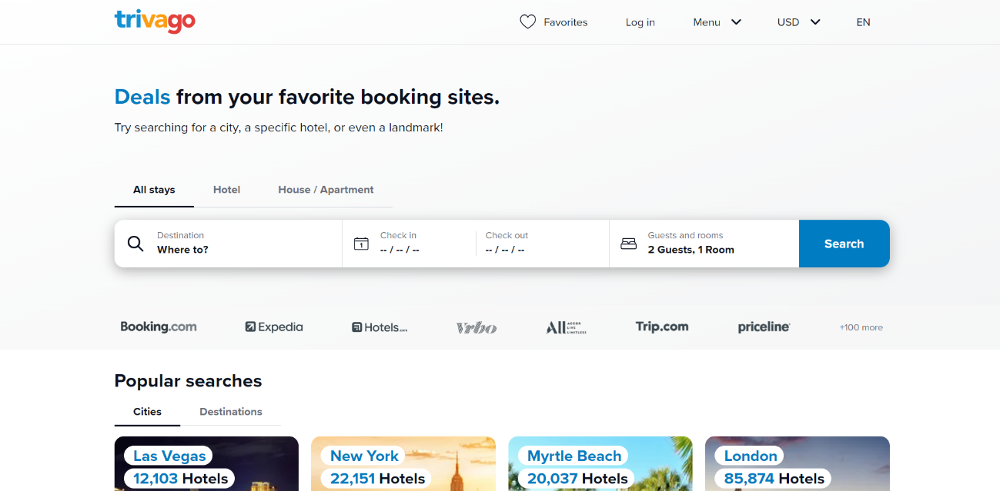 trivago
Favorites
Log in
Menu
USD
EN
Deals from your favorite booking sites.
Try searching for a city, a specific hotel, or even a landmark!
All stays
Hotel
House / Apartment
Destination
Where to?
1
Check in
-- / -- / --
Check out
-- / -- / --
Guests and rooms
2 Guests, 1 Room
Search
Booking.com
Expedia
Hotels.com
Vrbo
ALL ACCOR
LIVE
LIMITLESS
Trip.com
priceline
+100 more
Popular searches
Cities
Destinations
Las Vegas
12,103 Hotels
New York
22,151 Hotels
Myrtle Beach
20,037 Hotels
London
85,874 Hotels